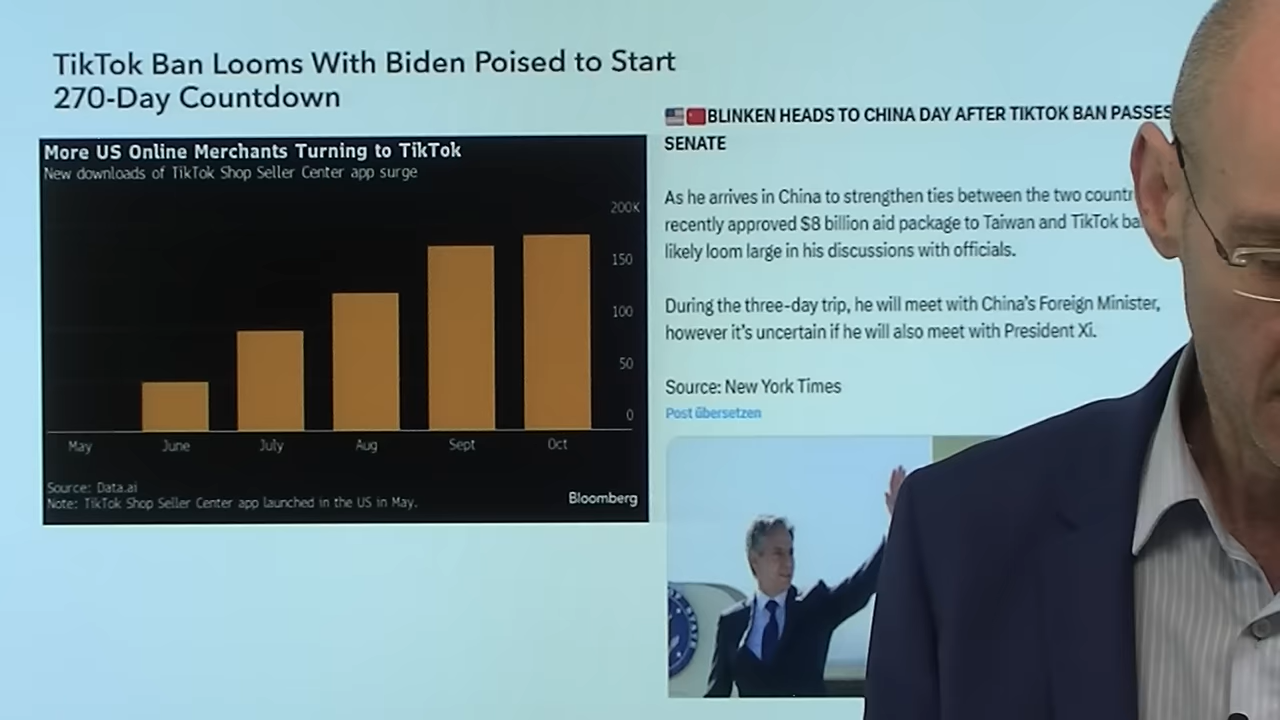 TikTok Ban Looms With Biden Poised to Start
270-Day Countdown
More US Online Merchants Turning to TikTok
New downloads of TikTok Shop Seller Center app surge
200K
150
100
50
0
May June July Aug Sept Oct
Source: Data.ai
Note: TikTok Shop Seller Center app launched in the US in May.
Bloomberg
BLINKEN HEADS TO CHINA DAY AFTER TIKTOK BAN PASSES
SENATE
As he arrives in China to strengthen ties between the two
recently approved $8 billion aid package to Taiwan and TikTok
likely loom large in his discussions with officials.
During the three-day trip, he will meet with China's Foreign Minister,
however it's uncertain if he will also meet with President Xi.
Source: New York Times
Post übersetzen